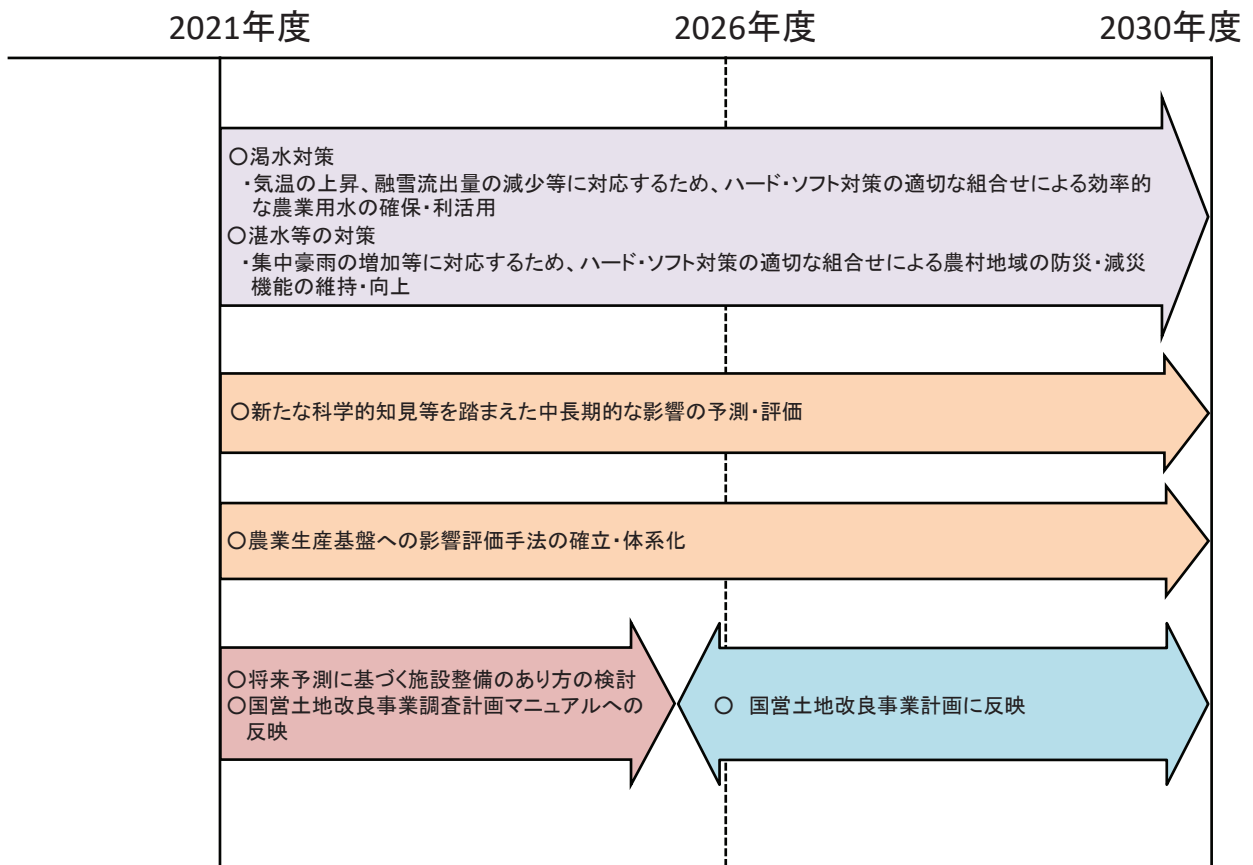 2021年度
2026年度
2030年度
○渇水対策
・気温の上昇、融雪流出量の減少等に対応するため、ハード・ソフト対策の適切な組合せによる効率的
な農業用水の確保・利活用
○湛水等の対策
・集中豪雨の増加等に対応するため、ハード・ソフト対策の適切な組合せによる農村地域の防災・減災
機能の維持・向上
○新たな科学的知見等を踏まえた中長期的な影響の予測・評価
○農業生産基盤への影響評価手法の確立・体系化
○将来予測に基づく施設整備のあり方の検討
○国営土地改良事業調査計画マニュアルへの
反映
○ 国営土地改良事業計画に反映